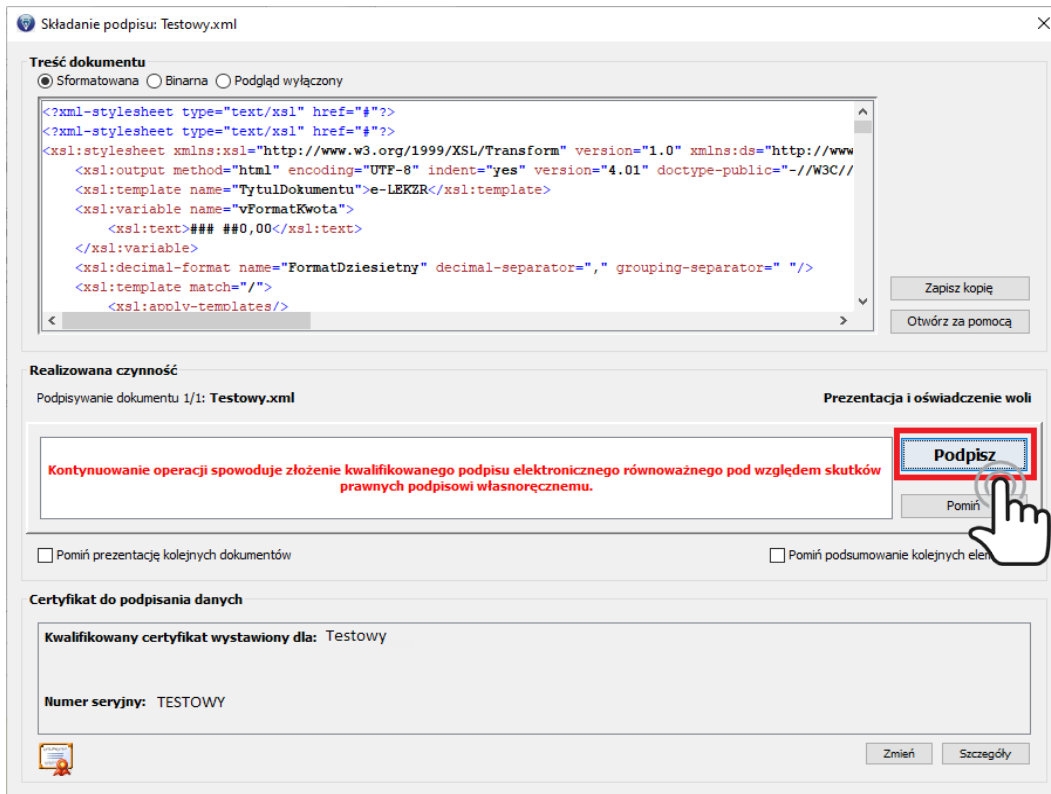 Składanie podpisu: Testowy.xml
Treść dokumentu
Sformatowana Binarna Podgląd wyłączony
<?xml-stylesheet type="text/xsl" href="#"?>
<?xml-stylesheet type="text/xsl" href="#"?>
<xsl:stylesheet xmlns:xsl="http://www.w3.org/1999/XSL/Transform" version="1.0" xmlns:ds="http://www
<xsl:output method="html" encoding="UTF-8" indent="yes" version="4.01" doctype-public="-//W3C//
<xsl:template name="TytulDokumentu">e-LEKZR</xsl:template>
<xsl:variable name="vFormatKwota">
<xsl:text>### ##0,00</xsl:text>
</xsl:variable>
<xsl:decimal-format name="FormatDziesietny" decimal-separator="," grouping-separator=" "/>
<xsl:template match="/">
<xsl:apply-templates/>
Zapisz kopię
Otwórz za pomocą
Realizowana czynność
Podpisywanie dokumentu 1/1: Testowy.xml
Prezentacja i oświadczenie woli
Kontynuowanie operacji spowoduje złożenie kwalifikowanego podpisu elektronicznego równoważnego pod względem skutków
prawnych podpisowi własnoręcznemu.
Podpisz
Pomiń
Pomiń prezentację kolejnych dokumentów
Pomiń podsumowanie kolejnych
Certyfikat do podpisania danych
Kwalifikowany certyfikat wystawiony dla: Testowy
Numer seryjny: TESTOWY
Zmień
Szczegóły